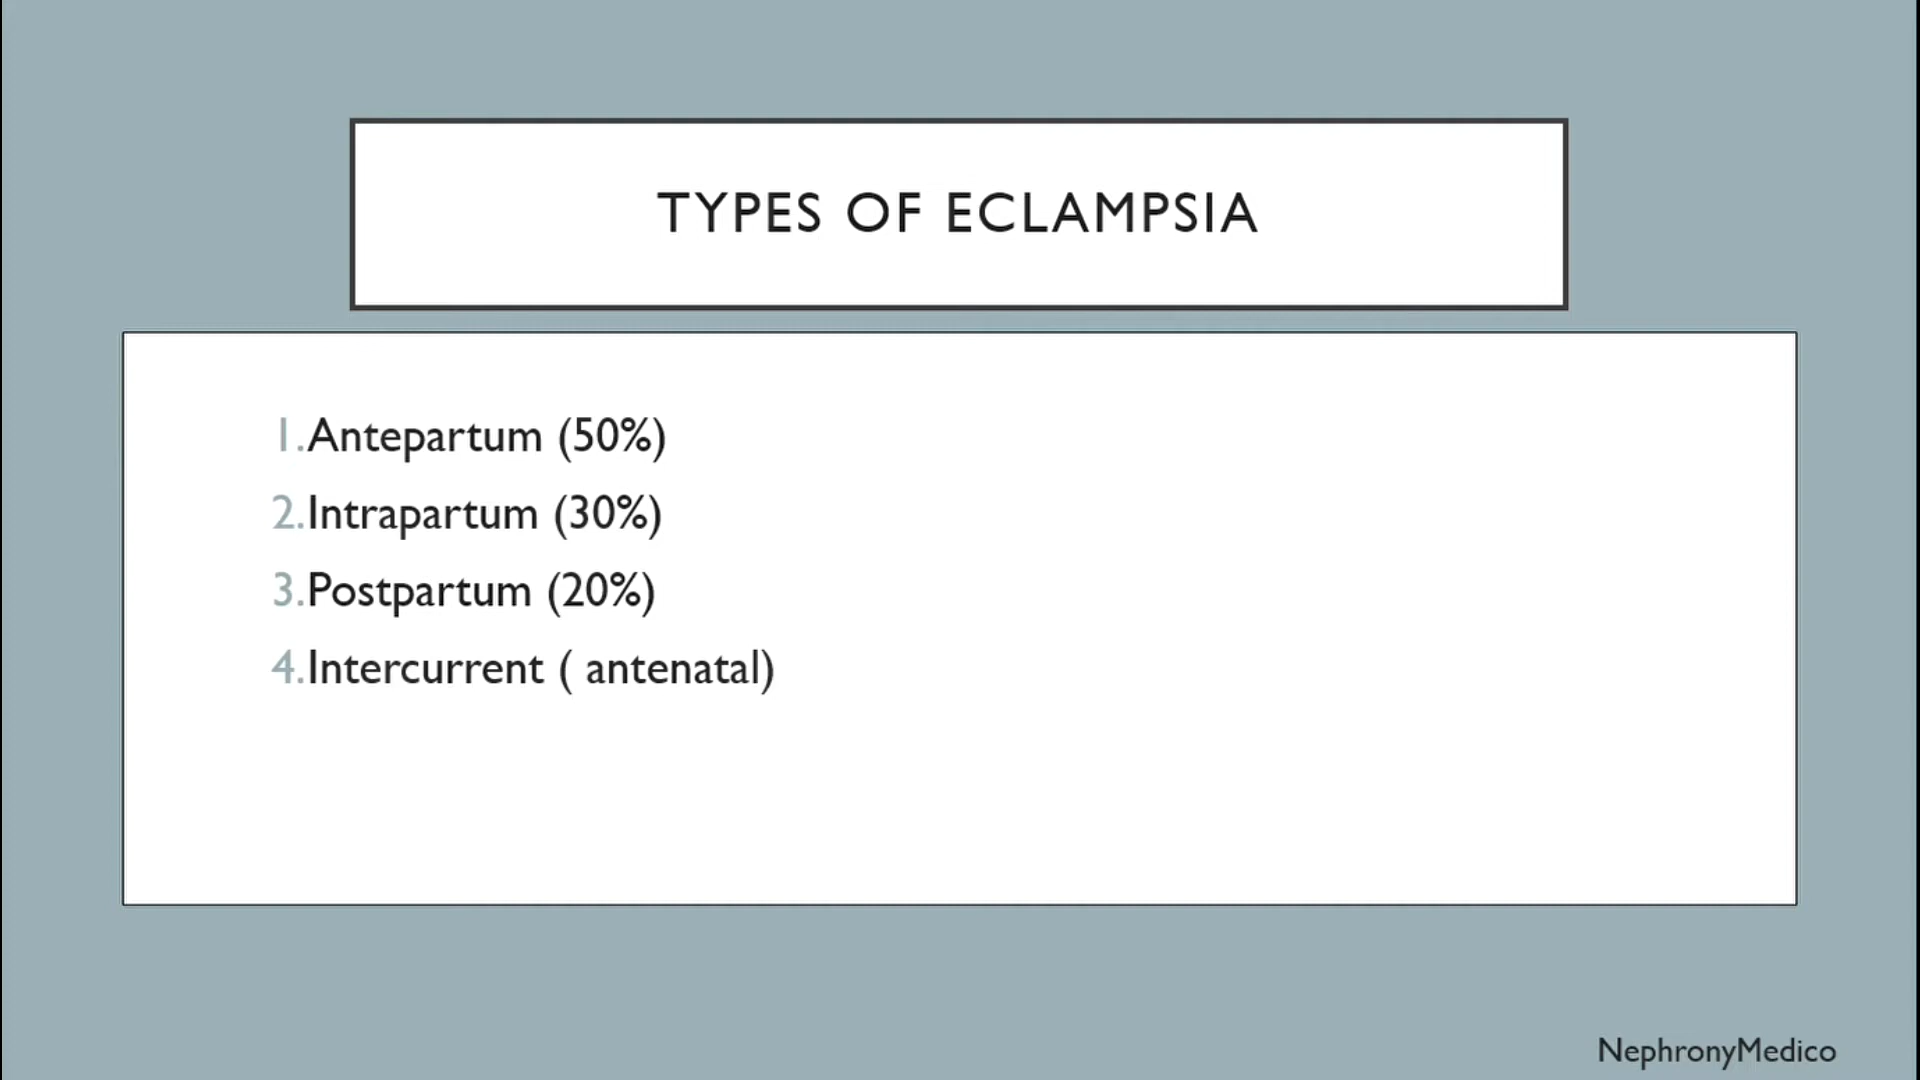 TYPES OF ECLAMPSIA
1.Antepartum (50%)
2.Intrapartum (30%)
3.Postpartum (20%)
4.Intercurrent ( antenatal)
NephronyMedico